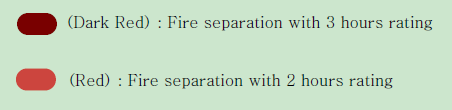 (Dark Red) : Fire separation with 3 hours rating
(Red) : Fire separation with 2 hours rating